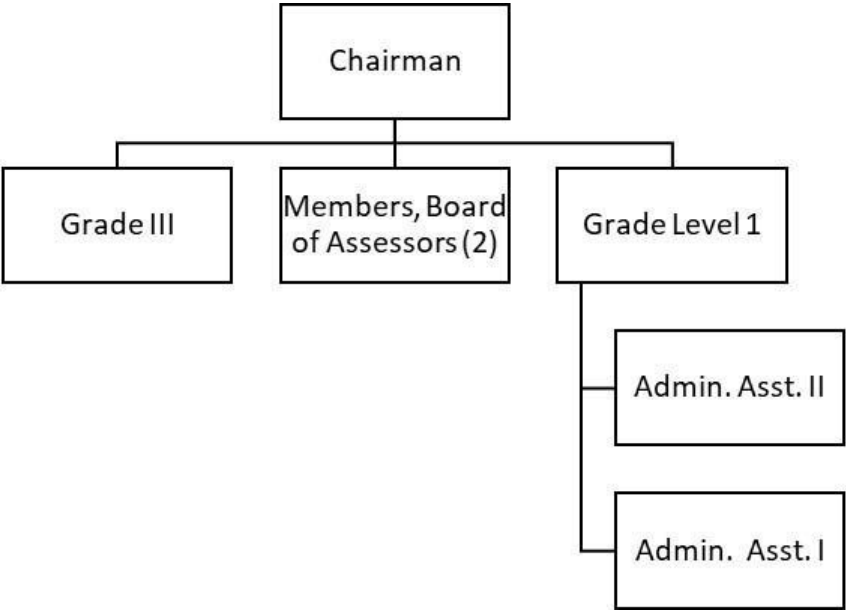 Chairman
Grade III
Members, Board
of Assessors (2)
Grade Level 1
Admin. Asst. II
Admin. Asst. I